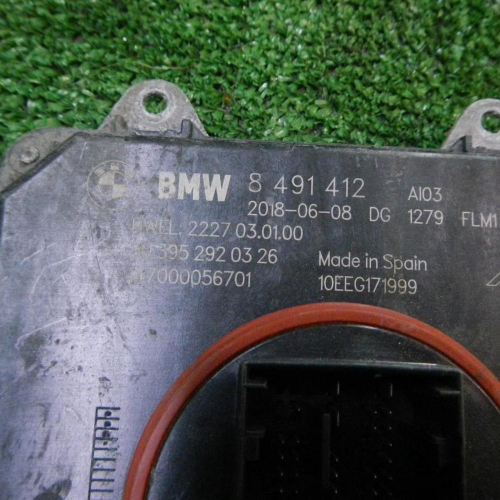 BMW 8 491 412 AI03
2018-06-08 DG 1279 FLM1
2227 03.01.00
395 292 03 26 Made in Spain
7000056701 10EEG171999